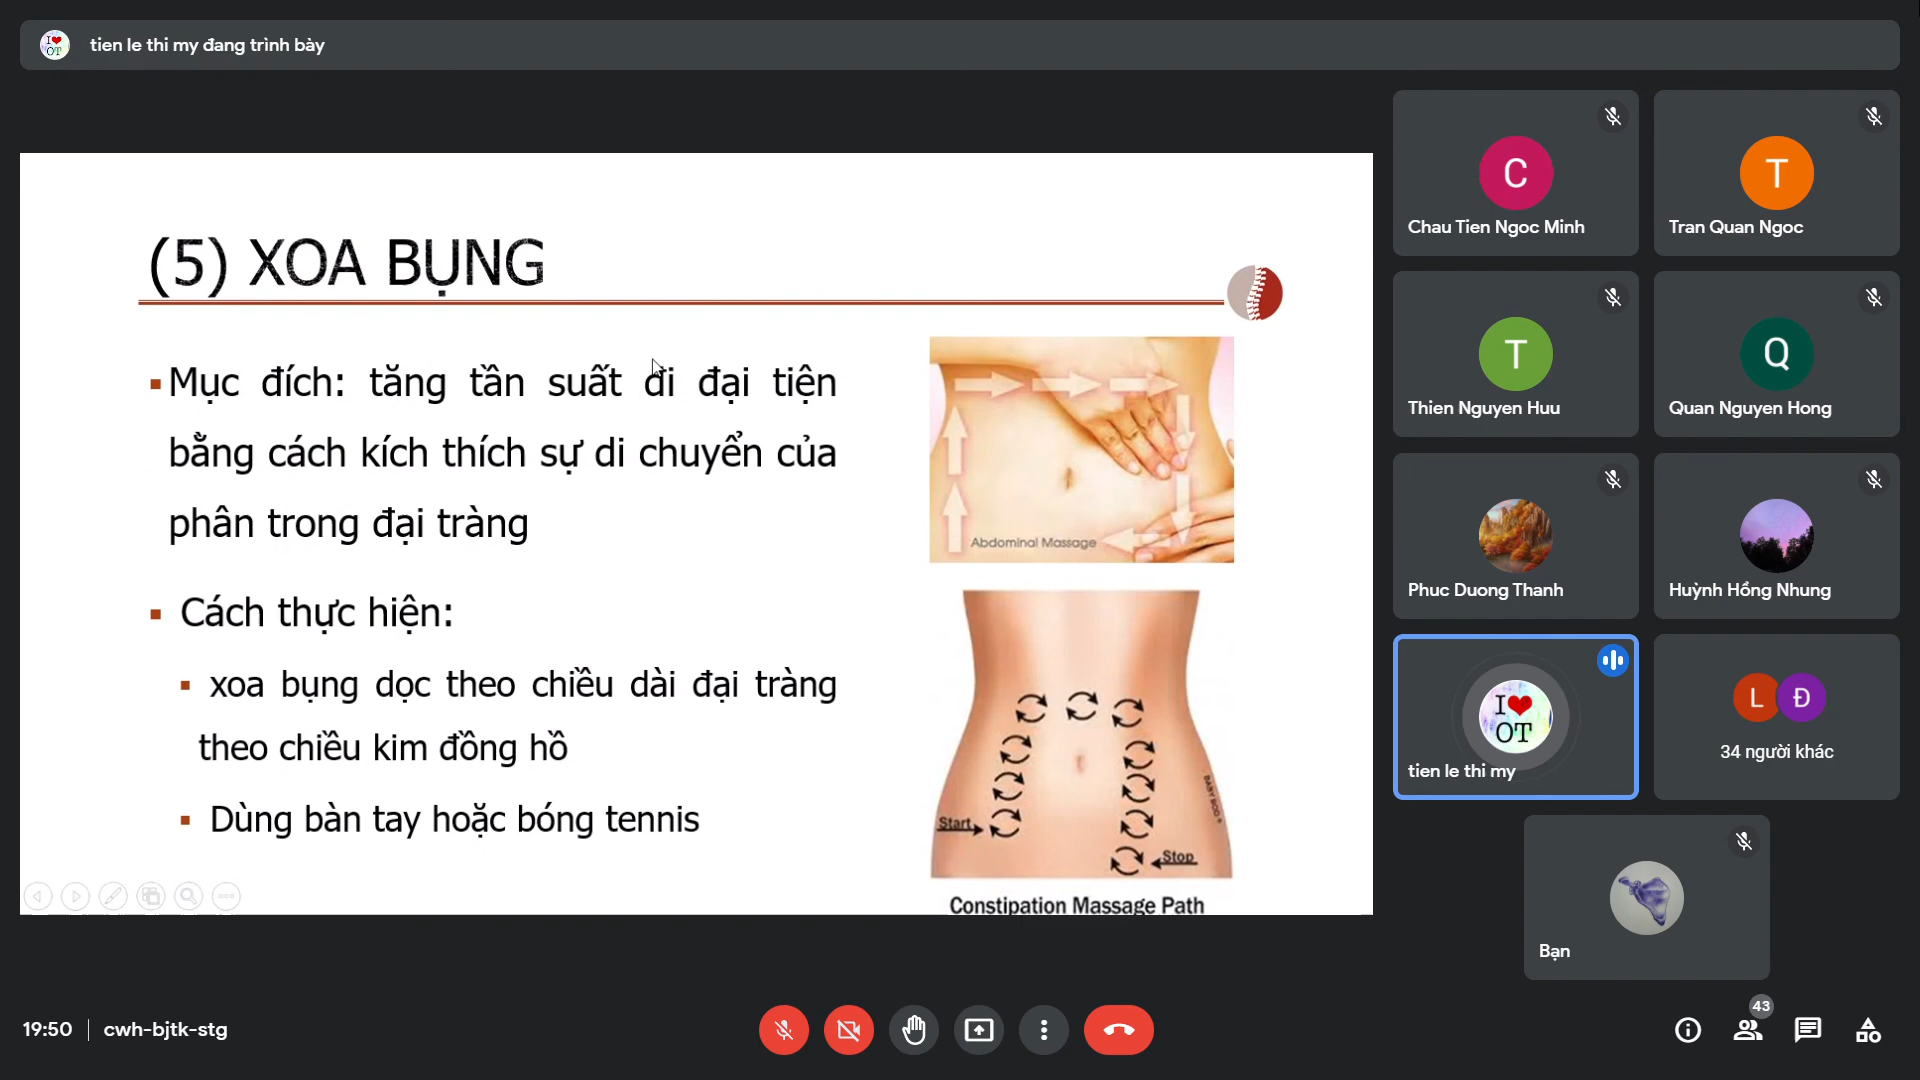 tien le thi my đang trình bày
(5) XOA BỤNG
Mục đích: tăng tần suất đi đại tiện
bằng cách kích thích sự di chuyển của
phân trong đại tràng
Cách thực hiện:
xoa bụng dọc theo chiều dài đại tràng
theo chiều kim đồng hồ
Dùng bàn tay hoặc bóng tennis
Abdominal Massage
Start
Stop
BABY BOO ®
Constipation Massage Path
C
Chau Tien Ngoc Minh
T
Tran Quan Ngoc
T
Thien Nguyen Huu
Q
Quan Nguyen Hong
Phuc Duong Thanh
Huỳnh Hồng Nhung
I ❤ OT
tien le thi my
L Đ
34 người khác
Bạn
19:50 | cwh-bjtk-stg
43